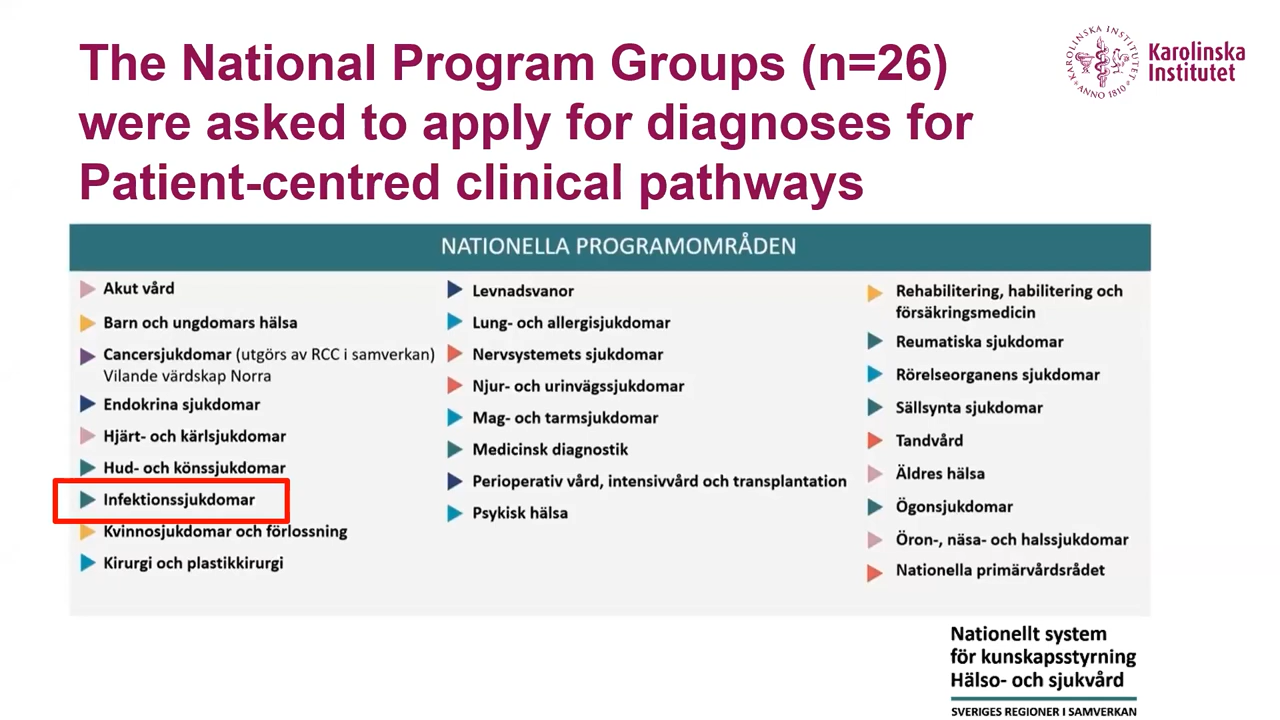 The National Program Groups (n=26)
were asked to apply for diagnoses for
Patient-centred clinical pathways
KAROLINSKA INSTITUTET
ANNO 1810
Karolinska
Institutet
NATIONELLA PROGRAMOMRÅDEN
Akut vård
Barn och ungdomars hälsa
Cancersjukdomar (utgörs av RCC i samverkan)
Vilande värdskap Norra
Endokrina sjukdomar
Hjärt- och kärlsjukdomar
Hud- och könssjukdomar
Infektionssjukdomar
Kvinnosjukdomar och förlossning
Kirurgi och plastikkirurgi
Levnadsvanor
Lung- och allergisjukdomar
Nervsystemets sjukdomar
Njur- och urinvägssjukdomar
Mag- och tarmsjukdomar
Medicinsk diagnostik
Perioperativ vård, intensivvård och transplantation
Psykisk hälsa
Rehabilitering, habilitering och
försäkringsmedicin
Reumatiska sjukdomar
Rörelseorganens sjukdomar
Sällsynta sjukdomar
Tandvård
Äldres hälsa
Ögonsjukdomar
Öron-, näsa- och halssjukdomar
Nationella primärvårdsrådet
Nationellt system
för kunskapsstyrning
Hälso- och sjukvård
SVERIGES REGIONER I SAMVERKAN